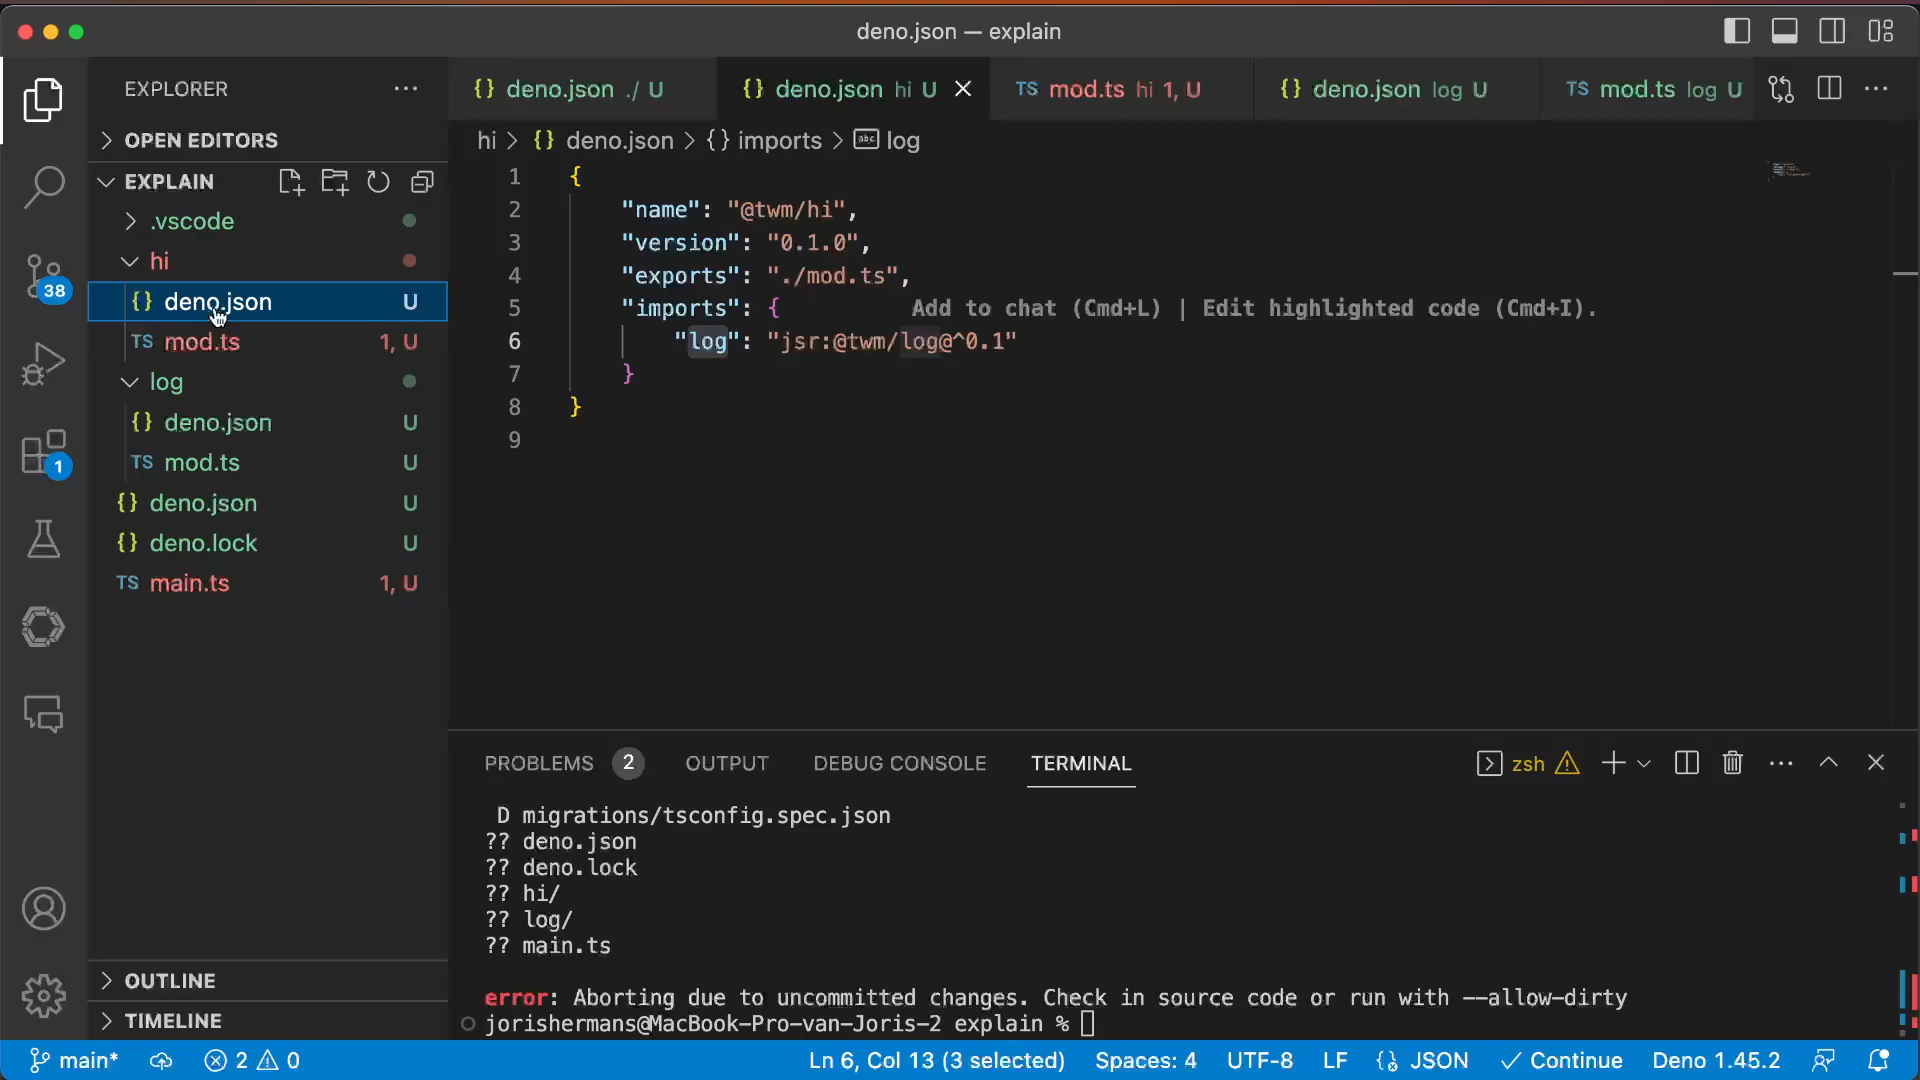 deno.json — explain
EXPLORER
OPEN EDITORS
EXPLAIN
.vscode
hi
{} deno.json U
TS mod.ts 1, U
log
{} deno.json U
TS mod.ts U
{} deno.json U
{} deno.lock U
TS main.ts 1, U
OUTLINE
TIMELINE
38
1
{} deno.json ./ U
{} deno.json hi U
TS mod.ts hi 1, U
{} deno.json log U
TS mod.ts log U
hi > {} deno.json > {} imports > abc log
1 {
2 "name": "@twm/hi",
3 "version": "0.1.0",
4 "exports": "./mod.ts",
5 "imports": { Add to chat (Cmd+L) | Edit highlighted code (Cmd+I).
6 "log": "jsr:@twm/log@^0.1"
7 }
8 }
9
PROBLEMS 2 OUTPUT DEBUG CONSOLE TERMINAL zsh
D migrations/tsconfig.spec.json
?? deno.json
?? deno.lock
?? hi/
?? log/
?? main.ts
error: Aborting due to uncommitted changes. Check in source code or run with --allow-dirty
jorishermans@MacBook-Pro-van-Joris-2 explain %
main* 2 0 Ln 6, Col 13 (3 selected) Spaces: 4 UTF-8 LF {} JSON Continue Deno 1.45.2